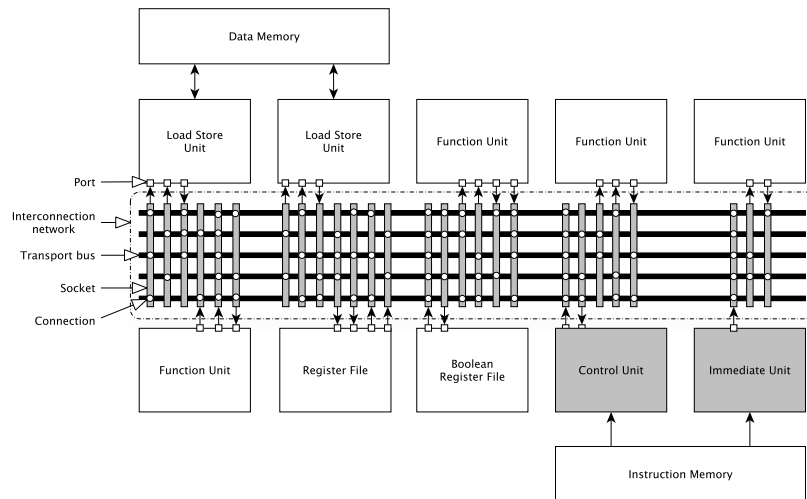 Data Memory
Load Store
Unit
Load Store
Unit
Function Unit
Function Unit
Function Unit
Port
Interconnection
network
Transport bus
Socket
Connection
Function Unit
Register File
Boolean
Register File
Control Unit
Immediate Unit
Instruction Memory